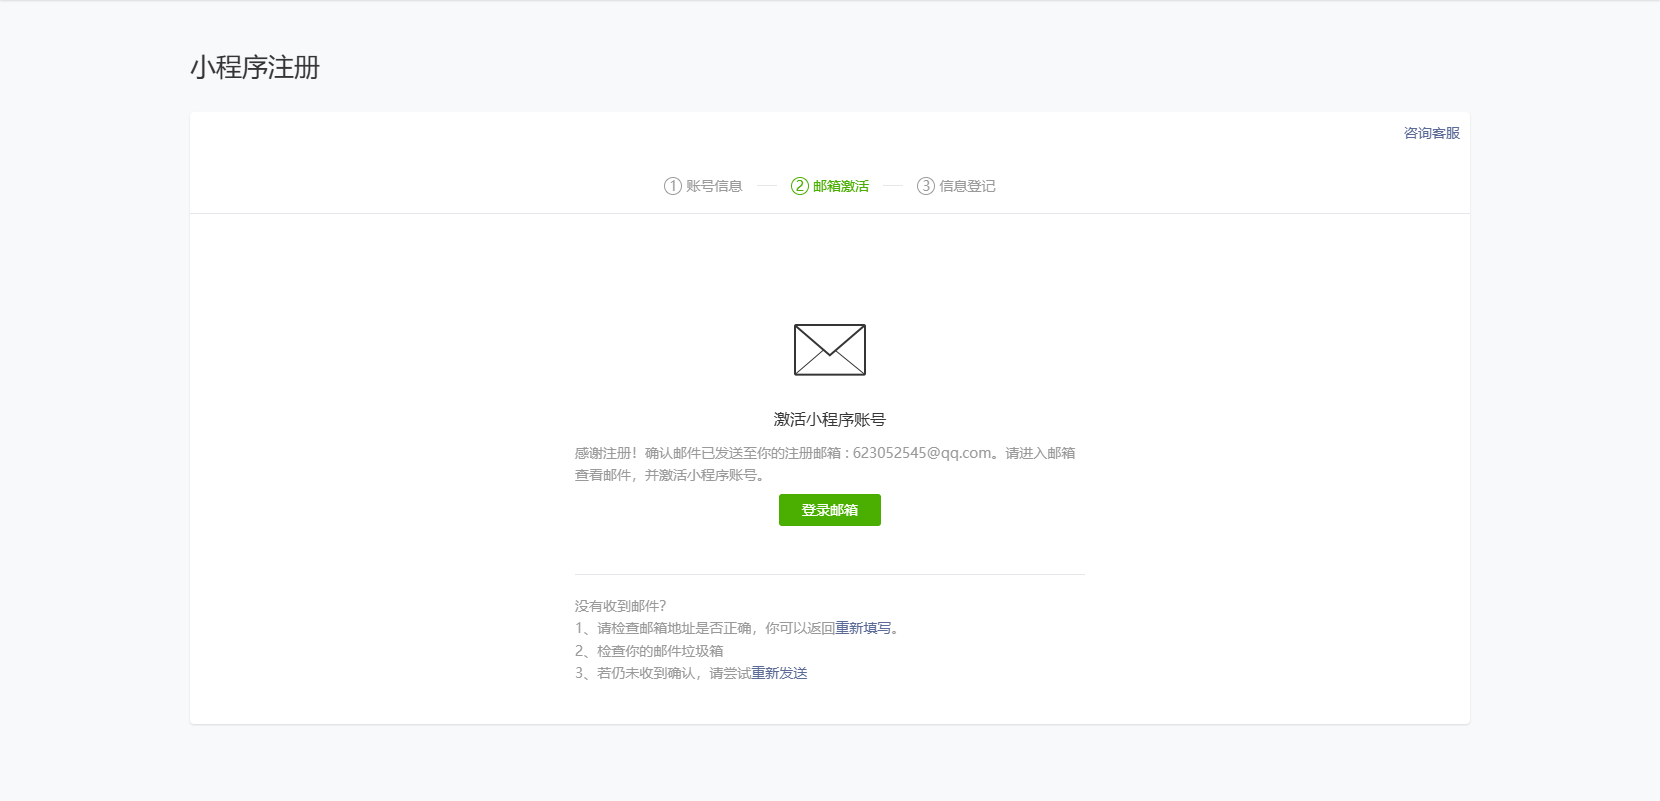 小程序注册
咨询客服
① 账号信息 ② 邮箱激活 ③ 信息登记
激活小程序账号
感谢注册！确认邮件已发送至你的注册邮箱 : 623052545@qq.com。请进入邮箱
查看邮件，并激活小程序账号。
登录邮箱
没有收到邮件?
1、请检查邮箱地址是否正确，你可以返回重新填写。
2、检查你的邮件垃圾箱
3、若仍未收到确认，请尝试重新发送